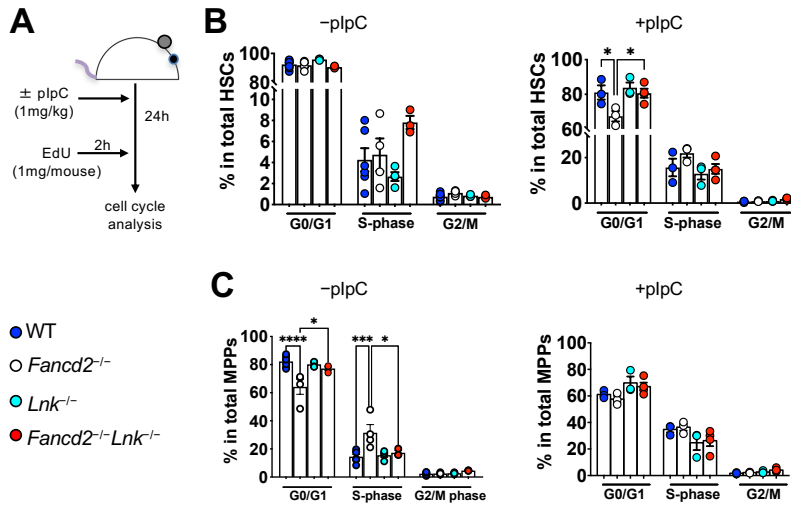 A
± pIpC
(1mg/kg)
24h
2h
EdU
(1mg/mouse)
cell cycle
analysis
WT
Fancd2–/–
Lnk–/–
Fancd2–/–Lnk–/–
B
–pIpC
% in total HSCs
100
80
8
6
4
2
0
G0/G1
S-phase
G2/M
+pIpC
% in total HSCs
100
80
60
20
0
*
*
G0/G1
S-phase
G2/M
C
–pIpC
% in total MPPs
100
80
60
40
20
0
****
*
***
*
G0/G1
S-phase
G2/M phase
+pIpC
% in total MPPs
100
80
60
40
20
0
G0/G1
S-phase
G2/M